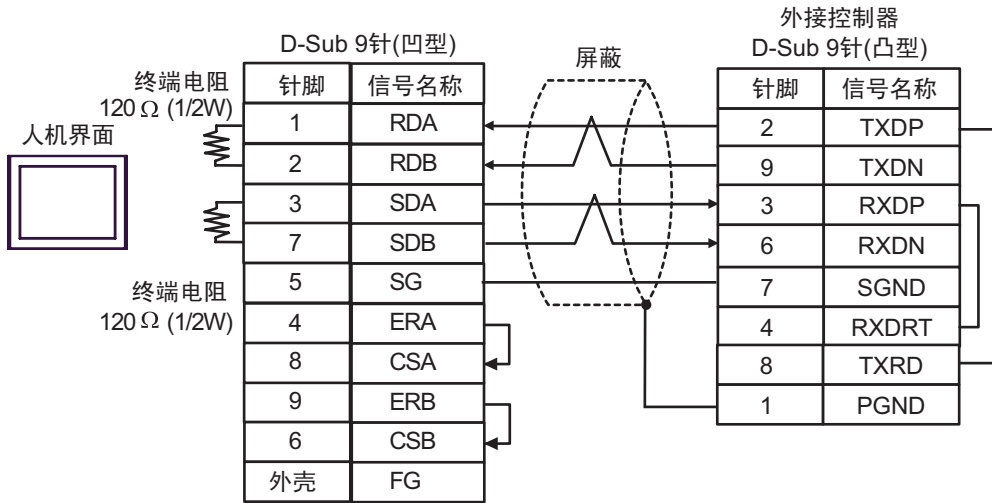 外接控制器
D-Sub 9针(凹型)
屏蔽
D-Sub 9针(凸型)
终端电阻
120 Ω (1/2W)
人机界面
针脚 信号名称
1 RDA
2 RDB
3 SDA
7 SDB
5 SG
4 ERA
8 CSA
9 ERB
6 CSB
外壳 FG
终端电阻
120 Ω (1/2W)
针脚 信号名称
2 TXDP
9 TXDN
3 RXDP
6 RXDN
7 SGND
4 RXDRT
8 TXRD
1 PGND